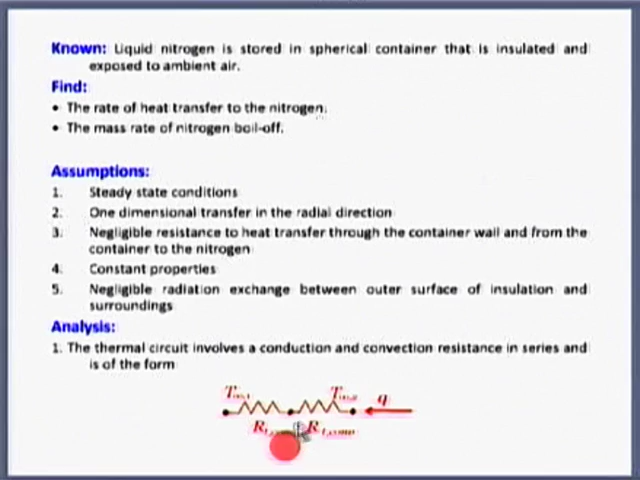 Known: Liquid nitrogen is stored in spherical container that is insulated and
exposed to ambient air.
Find:
• The rate of heat transfer to the nitrogen.
• The mass rate of nitrogen boil-off.
Assumptions:
1. Steady state conditions
2. One dimensional transfer in the radial direction
3. Negligible resistance to heat transfer through the container wall and from the
container to the nitrogen
4. Constant properties
5. Negligible radiation exchange between outer surface of insulation and
surroundings
Analysis:
1. The thermal circuit involves a conduction and convection resistance in series and
is of the form
q